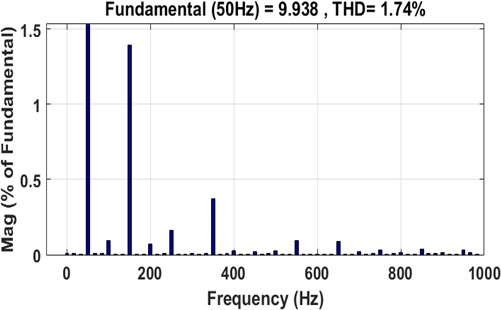 Fundamental (50Hz) = 9.938 , THD= 1.74%
Mag (% of Fundamental)
1.5
1
0.5
0
0 200 400 600 800 1000
Frequency (Hz)